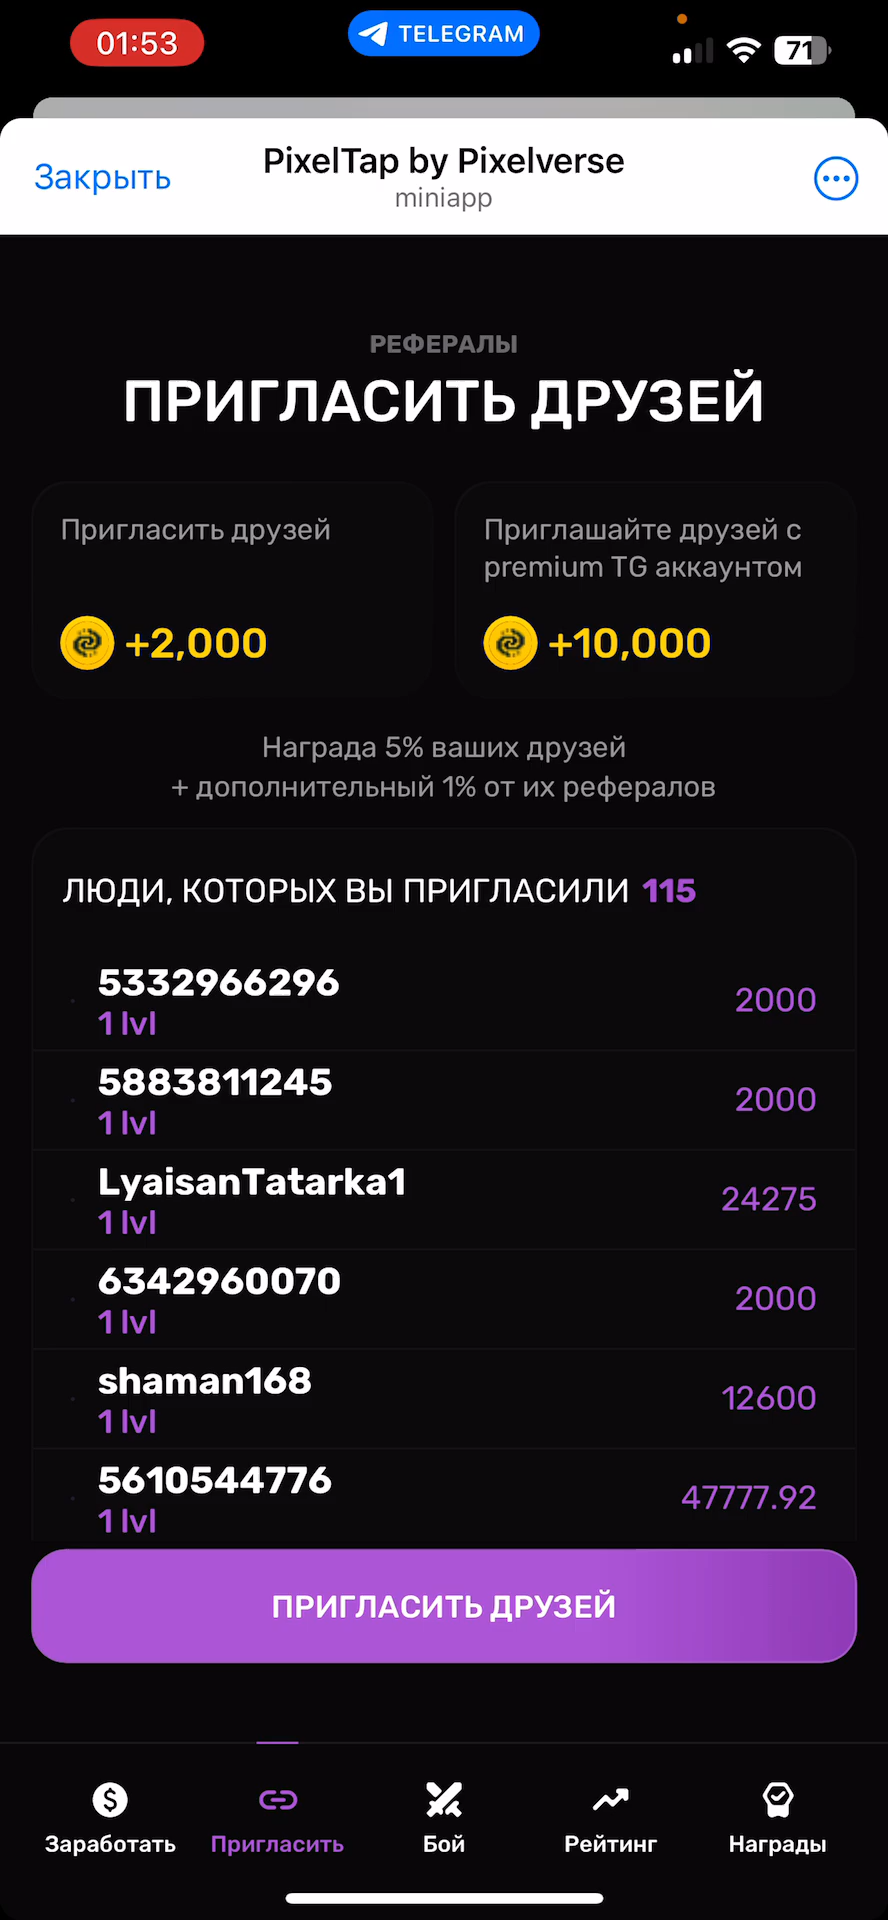 01:53
TELEGRAM
71
Закрыть
PixelTap by Pixelverse
miniapp
РЕФЕРАЛЫ
ПРИГЛАСИТЬ ДРУЗЕЙ
Пригласить друзей
+2,000
Приглашайте друзей с
premium TG аккаунтом
+10,000
Награда 5% ваших друзей
+ дополнительный 1% от их рефералов
ЛЮДИ, КОТОРЫХ ВЫ ПРИГЛАСИЛИ 115
5332966296
1 lvl
2000
5883811245
1 lvl
2000
LyaisanTatarka1
1 lvl
24275
6342960070
1 lvl
2000
shaman168
1 lvl
12600
5610544776
1 lvl
47777.92
ПРИГЛАСИТЬ ДРУЗЕЙ
Заработать
Пригласить
Бой
Рейтинг
Награды